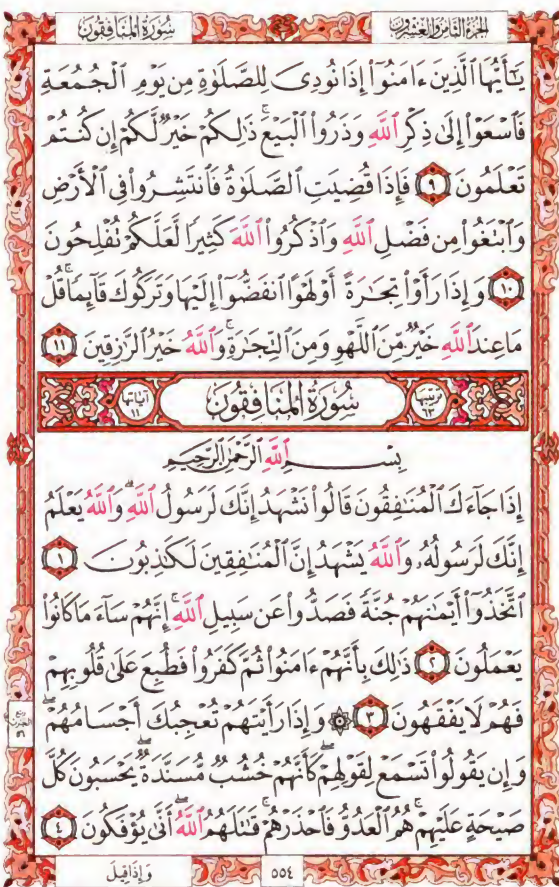 الجزء الثامن والعشرون سورة المنافقون
يَٰٓأَيُّهَا ٱلَّذِينَ ءَامَنُوٓا۟ إِذَا نُودِىَ لِلصَّلَوٰةِ مِن يَوْمِ ٱلْجُمُعَةِ
فَٱسْعَوْا۟ إِلَىٰ ذِكْرِ ٱللَّهِ وَذَرُوا۟ ٱلْبَيْعَ ۚ ذَٰلِكُمْ خَيْرٌ لَّكُمْ إِن كُنتُمْ
تَعْلَمُونَ ٩ فَإِذَا قُضِيَتِ ٱلصَّلَوٰةُ فَٱنتَشِرُوا۟ فِى ٱلْأَرْضِ
وَٱبْتَغُوا۟ مِن فَضْلِ ٱللَّهِ وَٱذْكُرُوا۟ ٱللَّهَ كَثِيرًا لَّعَلَّكُمْ تُفْلِحُونَ
١٠ وَإِذَا رَأَوْا۟ تِجَٰرَةً أَوْ لَهْوًا ٱنفَضُّوٓا۟ إِلَيْهَا وَتَرَكُوكَ قَآئِمًا ۚ قُلْ
مَا عِندَ ٱللَّهِ خَيْرٌ مِّنَ ٱللَّهْوِ وَمِنَ ٱلتِّجَٰرَةِ ۚ وَٱللَّهُ خَيْرُ ٱلرَّٰزِقِينَ ١١
ترتيبها ٦٣ سُورَةُ المُنَافِقُون آياتها ١١
بِسْمِ ٱللَّهِ ٱلرَّحْمَٰنِ ٱلرَّحِيمِ
إِذَا جَآءَكَ ٱلْمُنَٰفِقُونَ قَالُوا۟ نَشْهَدُ إِنَّكَ لَرَسُولُ ٱللَّهِ ۗ وَٱللَّهُ يَعْلَمُ
إِنَّكَ لَرَسُولُهُۥ وَٱللَّهُ يَشْهَدُ إِنَّ ٱلْمُنَٰفِقِينَ لَكَٰذِبُونَ ١
ٱتَّخَذُوٓا۟ أَيْمَٰنَهُمْ جُنَّةً فَصَدُّوا۟ عَن سَبِيلِ ٱللَّهِ ۚ إِنَّهُمْ سَآءَ مَا كَانُوا۟
يَعْمَلُونَ ٢ ذَٰلِكَ بِأَنَّهُمْ ءَامَنُوا۟ ثُمَّ كَفَرُوا۟ فَطُبِعَ عَلَىٰ قُلُوبِهِمْ
فَهُمْ لَا يَفْقَهُونَ ٣ ۞ وَإِذَا رَأَيْتَهُمْ تُعْجِبُكَ أَجْسَامُهُمْ ۖ
وَإِن يَقُولُوا۟ تَسْمَعْ لِقَوْلِهِمْ ۖ كَأَنَّهُمْ خُشُبٌ مُّسَنَّدَةٌ ۖ يَحْسَبُونَ كُلَّ
صَيْحَةٍ عَلَيْهِمْ ۚ هُمُ ٱلْعَدُوُّ فَٱحْذَرْهُمْ ۚ قَٰتَلَهُمُ ٱللَّهُ ۖ أَنَّىٰ يُؤْفَكُونَ ٤
٥٥٤ وَإِذَا قِيلَ